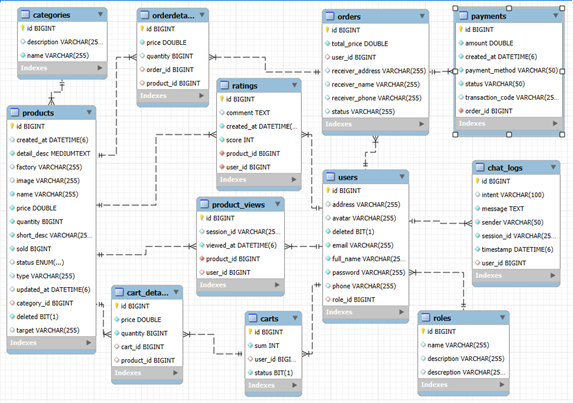 categories
id BIGINT
description VARCHAR(25...
name VARCHAR(255)
Indexes
orderdeta...
id BIGINT
price DOUBLE
quantity BIGINT
order_id BIGINT
product_id BIGINT
Indexes
orders
id BIGINT
total_price DOUBLE
user_id BIGINT
receiver_address VARCHAR(255)
receiver_name VARCHAR(255)
receiver_phone VARCHAR(255)
status VARCHAR(255)
Indexes
payments
id BIGINT
amount DOUBLE
created_at DATETIME(6)
payment_method VARCHAR(50)
status VARCHAR(50)
transaction_code VARCHAR(25...
order_id BIGINT
Indexes
products
id BIGINT
created_at DATETIME(6)
detail_desc MEDIUMTEXT
factory VARCHAR(255)
image VARCHAR(255)
name VARCHAR(255)
price DOUBLE
quantity BIGINT
short_desc VARCHAR(25...
sold BIGINT
status ENUM(...)
type VARCHAR(255)
updated_at DATETIME(6)
category_id BIGINT
deleted BIT(1)
target VARCHAR(255)
Indexes
ratings
id BIGINT
comment TEXT
created_at DATETIME(...
score INT
product_id BIGINT
user_id BIGINT
Indexes
product_views
id BIGINT
session_id VARCHAR(25...
viewed_at DATETIME(6)
product_id BIGINT
user_id BIGINT
Indexes
users
id BIGINT
address VARCHAR(255)
avatar VARCHAR(255)
deleted BIT(1)
email VARCHAR(255)
full_name VARCHAR(255)
password VARCHAR(255)
phone VARCHAR(255)
role_id BIGINT
Indexes
chat_logs
id BIGINT
intent VARCHAR(100)
message TEXT
sender VARCHAR(50)
session_id VARCHAR(25...
timestamp DATETIME(6)
user_id BIGINT
Indexes
cart_deta...
id BIGINT
price DOUBLE
quantity BIGINT
cart_id BIGINT
product_id BIGINT
Indexes
carts
id BIGINT
sum INT
user_id BIGI...
status BIT(1)
Indexes
roles
id BIGINT
name VARCHAR(255)
description VARCHAR(255)
descreption VARCHAR(25...
Indexes